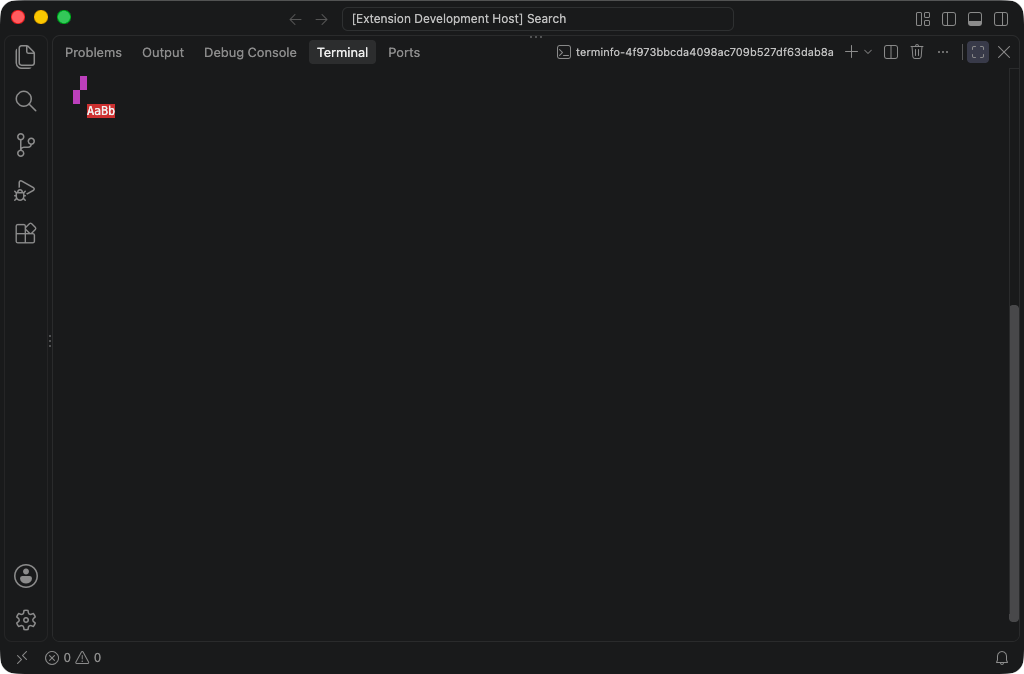 [Extension Development Host] Search
Problems Output Debug Console Terminal Ports terminfo-4f973bbcda4098ac709b527df63dab8a
AaBb
0 0